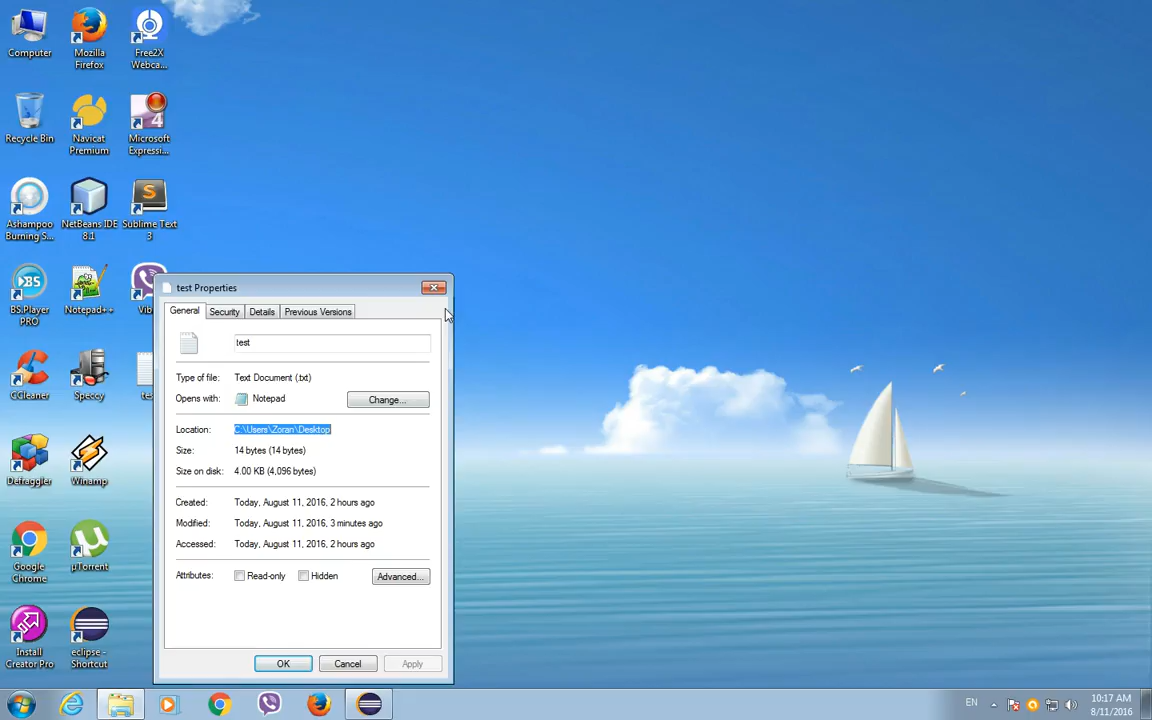 Computer
Mozilla
Firefox
Free2X
Webca...
Recycle Bin
Navicat
Premium
Microsoft
Expressi...
Ashampoo
Burning S...
NetBeans IDE
8.1
Sublime Text
3
BS.Player
PRO
Notepad++
Vib
CCleaner
Speccy
tes
Defraggler
Winamp
Google
Chrome
µTorrent
Install
Creator Pro
eclipse -
Shortcut
test Properties
General
Security
Details
Previous Versions
test
Type of file:
Text Document (.txt)
Opens with:
Notepad
Change...
Location:
C:\Users\Zoran\Desktop
Size:
14 bytes (14 bytes)
Size on disk:
4.00 KB (4,096 bytes)
Created:
Today, August 11, 2016, 2 hours ago
Modified:
Today, August 11, 2016, 3 minutes ago
Accessed:
Today, August 11, 2016, 2 hours ago
Attributes:
Read-only
Hidden
Advanced...
OK
Cancel
Apply
EN
10:17 AM
8/11/2016